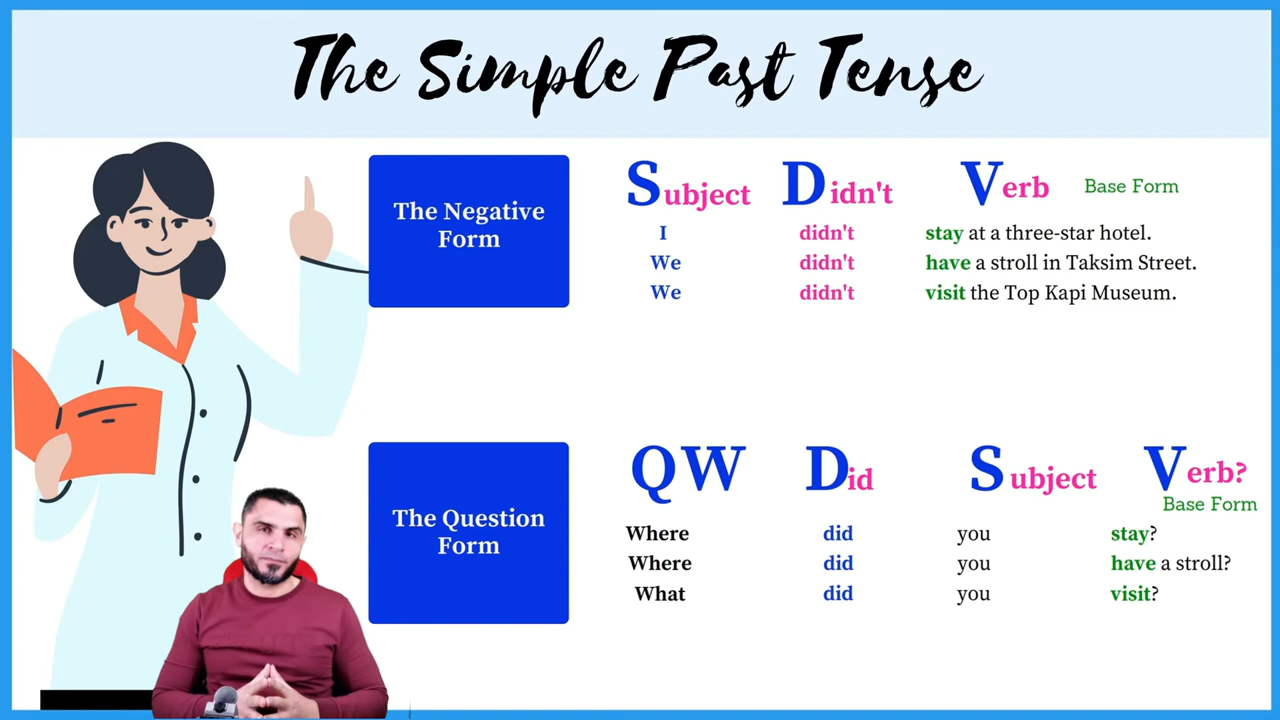 The Simple Past Tense
The Negative
Form
Subject Didn't Verb Base Form
I didn't stay at a three-star hotel.
We didn't have a stroll in Taksim Street.
We didn't visit the Top Kapi Museum.
The Question
Form
QW Did Subject Verb?
Base Form
Where did you stay?
Where did you have a stroll?
What did you visit?